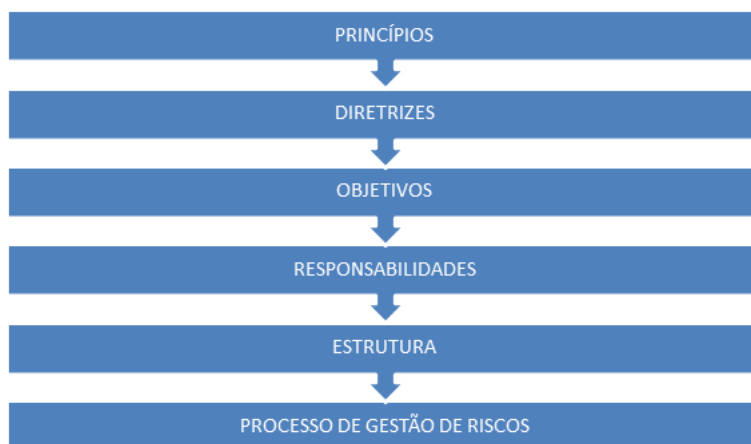 PRINCÍPIOS
DIRETRIZES
OBJETIVOS
RESPONSABILIDADES
ESTRUTURA
PROCESSO DE GESTÃO DE RISCOS